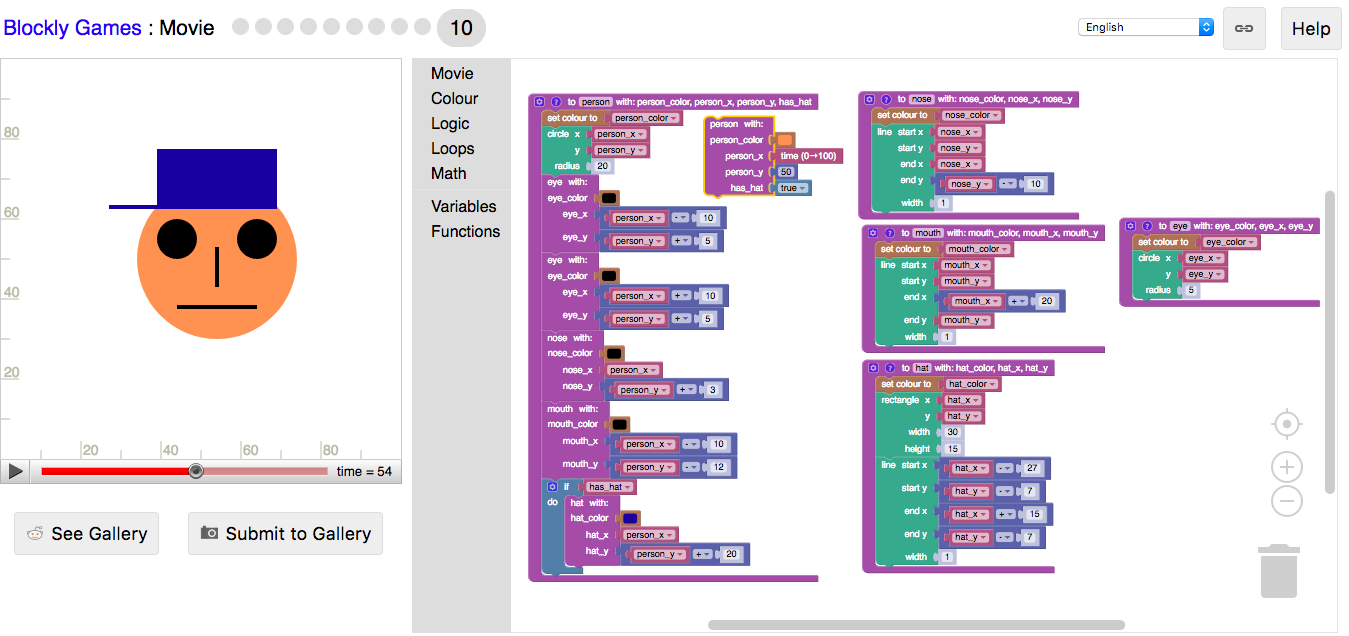 Blockly Games : Movie
10
English
Help
80
60
40
20
20
40
60
80
time = 54
See Gallery
Submit to Gallery
Movie
Colour
Logic
Loops
Math
Variables
Functions
to person with: person_color, person_x, person_y, has_hat
set colour to person_color
circle x person_x
y person_y
radius 20
eye with:
eye_color
eye_x person_x - 10
eye_y person_y + 5
eye with:
eye_color
eye_x person_x + 10
eye_y person_y + 5
nose with:
nose_color
nose_x person_x
nose_y person_y + 3
mouth with:
mouth_color
mouth_x person_x - 10
mouth_y person_y - 12
if has_hat
do hat with:
hat_color
hat_x person_x
hat_y person_y + 20
person with:
person_color
person_x time (0→100)
person_y 50
has_hat true
to nose with: nose_color, nose_x, nose_y
set colour to nose_color
line start x nose_x
start y nose_y
end x nose_x
end y nose_y - 10
width 1
to mouth with: mouth_color, mouth_x, mouth_y
set colour to mouth_color
line start x mouth_x
start y mouth_y
end x mouth_x + 20
end y mouth_y
width 1
to hat with: hat_color, hat_x, hat_y
set colour to hat_color
rectangle x hat_x
y hat_y
width 30
height 15
line start x hat_x - 27
start y hat_y - 7
end x hat_x + 15
end y hat_y - 7
width 1
to eye with: eye_color, eye_x, eye_y
set colour to eye_color
circle x eye_x
y eye_y
radius 5